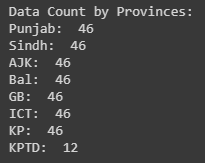 Data Count by Provinces:
Punjab:  46
Sindh:  46
AJK:  46
Bal:  46
GB:  46
ICT:  46
KP:  46
KPTD:  12